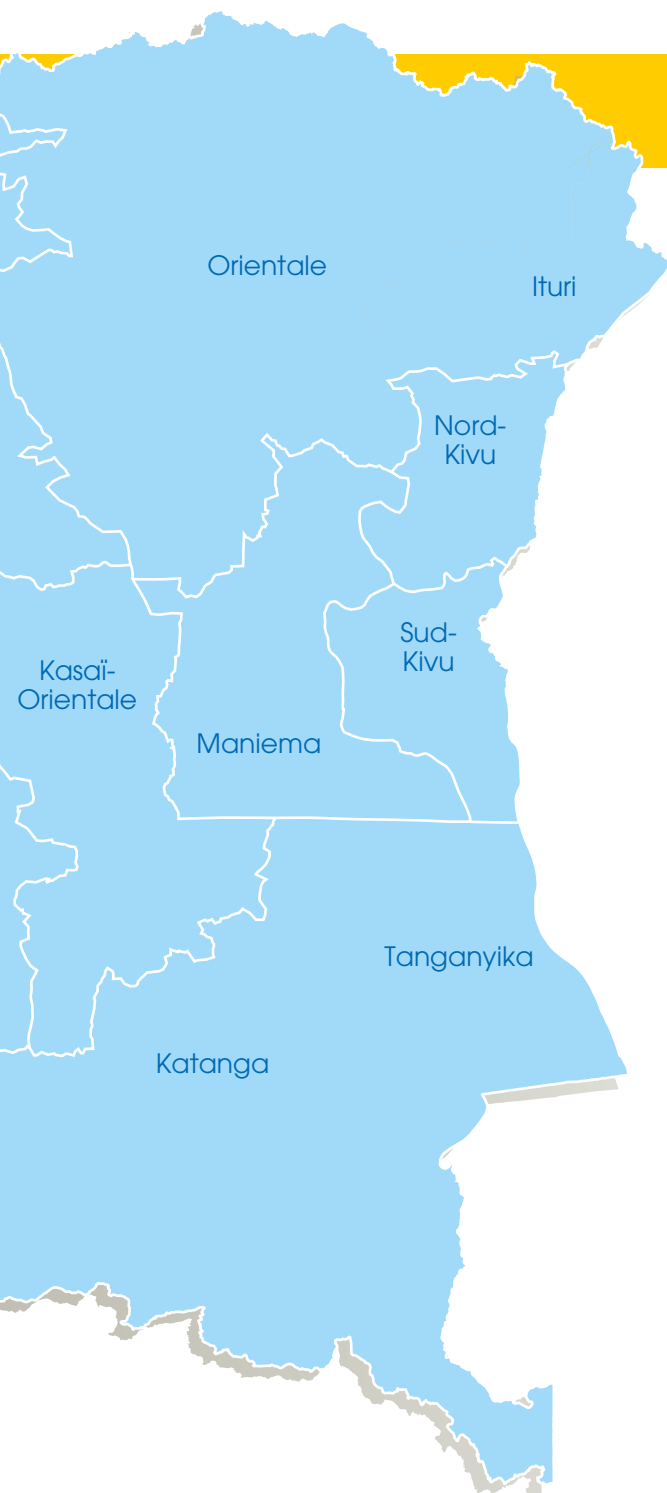 Orientale
Ituri
Nord-
Kivu
Sud-
Kivu
Kasaï-
Orientale
Maniema
Tanganyika
Katanga